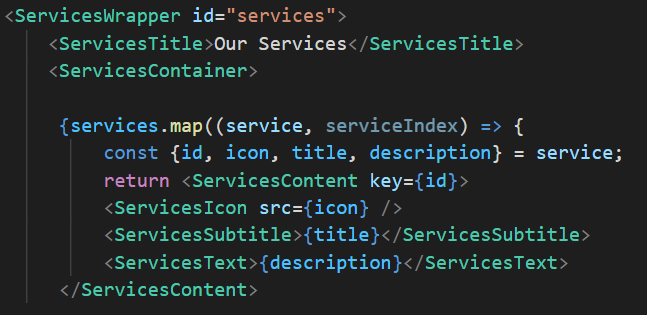 <ServicesWrapper id="services">
<ServicesTitle>Our Services</ServicesTitle>
<ServicesContainer>
{services.map((service, serviceIndex) => {
const {id, icon, title, description} = service;
return <ServicesContent key={id}>
<ServicesIcon src={icon} />
<ServicesSubtitle>{title}</ServicesSubtitle>
<ServicesText>{description}</ServicesText>
</ServicesContent>